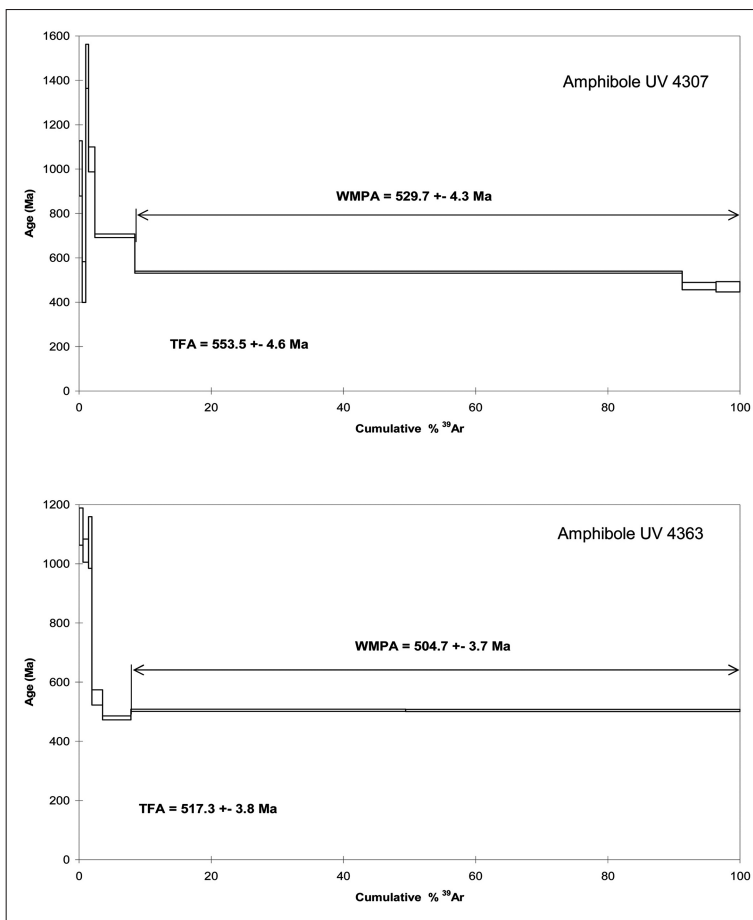 Amphibole UV 4307
Age (Ma)
1600
1400
1200
1000
800
600
400
200
0
WMPA = 529.7 +- 4.3 Ma
TFA = 553.5 +- 4.6 Ma
0 20 40 60 80 100
Cumulative % ³⁹Ar
Amphibole UV 4363
Age (Ma)
1200
1000
800
600
400
200
0
WMPA = 504.7 +- 3.7 Ma
TFA = 517.3 +- 3.8 Ma
0 20 40 60 80 100
Cumulative % ³⁹Ar